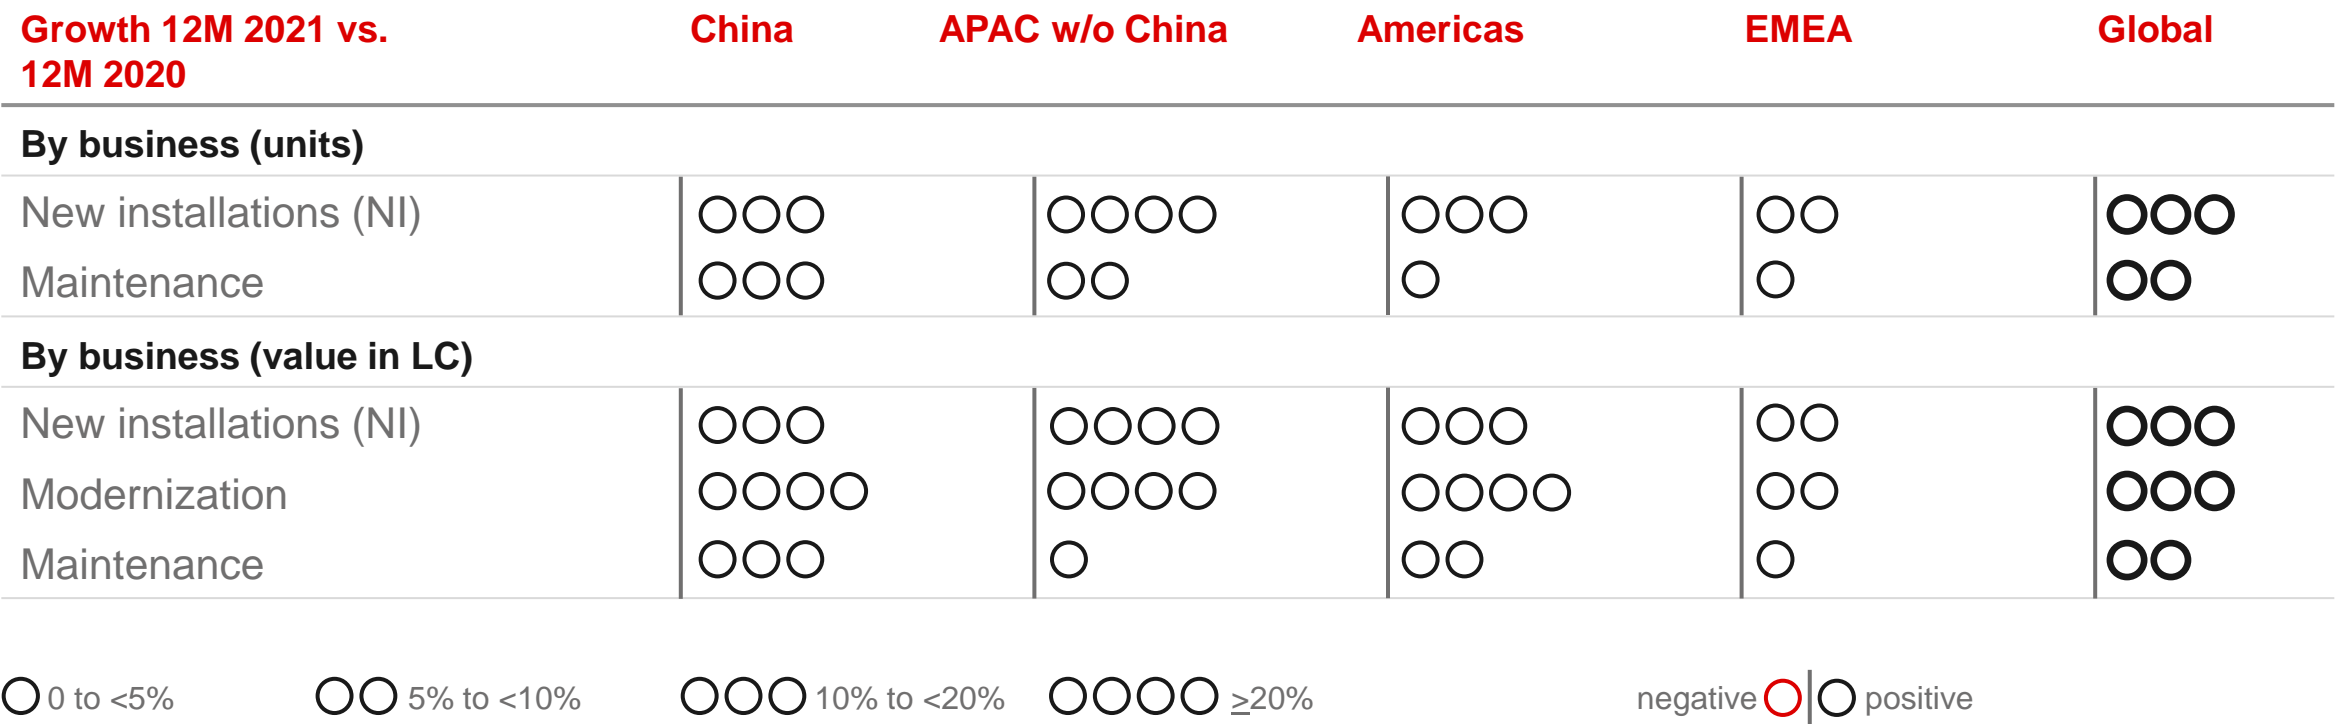 Growth 12M 2021 vs. China APAC w/o China Americas EMEA Global
12M 2020
By business (units)
New installations (NI)
Maintenance
By business (value in LC)
New installations (NI)
Modernization
Maintenance
0 to <5% 5% to <10% 10% to <20% ≥20% negative positive